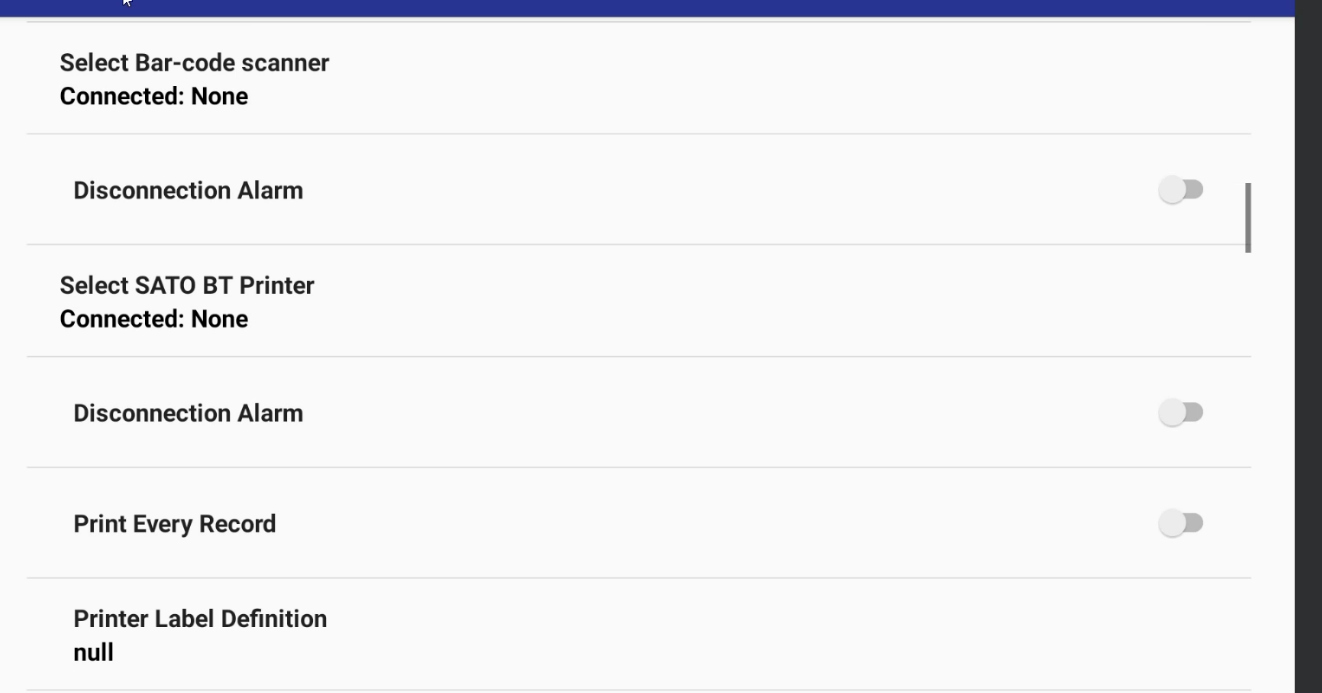 Select Bar-code scanner
Connected: None
Disconnection Alarm
Select SATO BT Printer
Connected: None
Disconnection Alarm
Print Every Record
Printer Label Definition
null